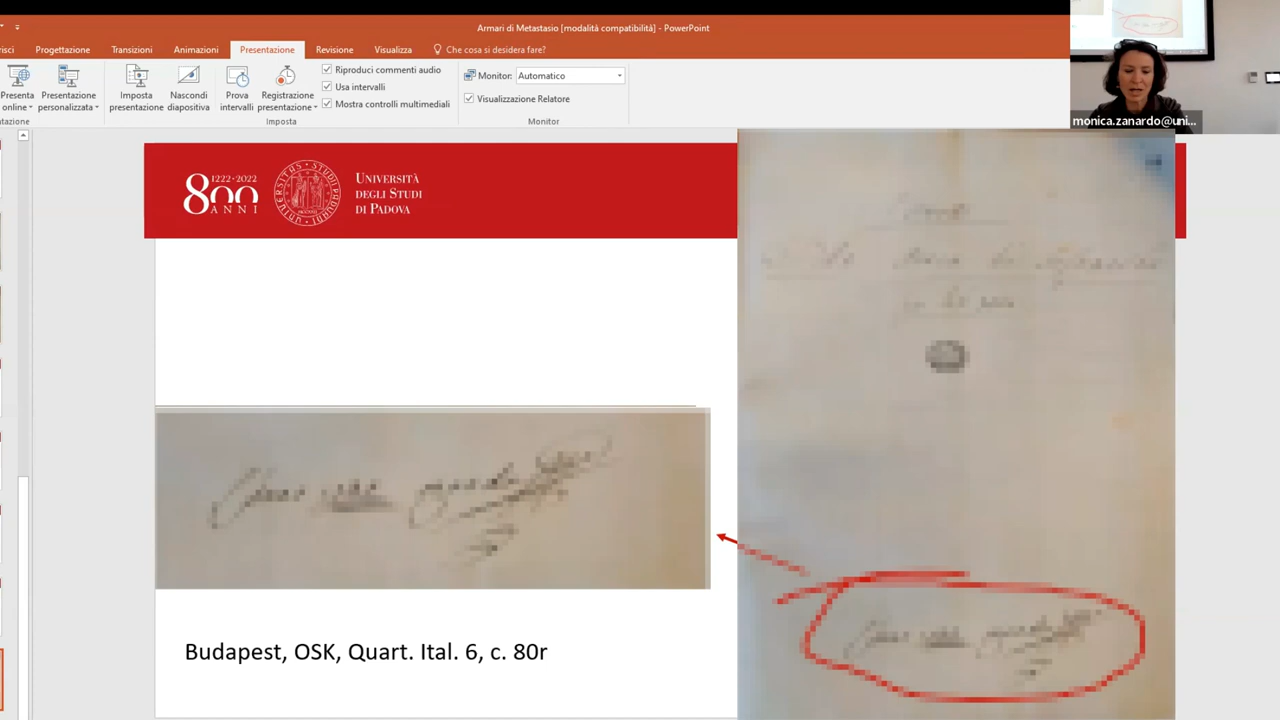 Armari di Metastasio [modalità compatibilità] - PowerPoint
risci Progettazione Transizioni Animazioni Presentazione Revisione Visualizza Che cosa si desidera fare?
Presenta online Presentazione personalizzata Imposta presentazione Nascondi diapositiva Prova intervalli Registrazione presentazione
Riproduci commenti audio
Usa intervalli
Mostra controlli multimediali
Monitor: Automatico
Visualizzazione Relatore
tazione Imposta Monitor
monica.zanardo@uni...
1222·2022
800
ANNI
UNIVERSITÀ
DEGLI STUDI
DI PADOVA
Budapest, OSK, Quart. Ital. 6, c. 80r